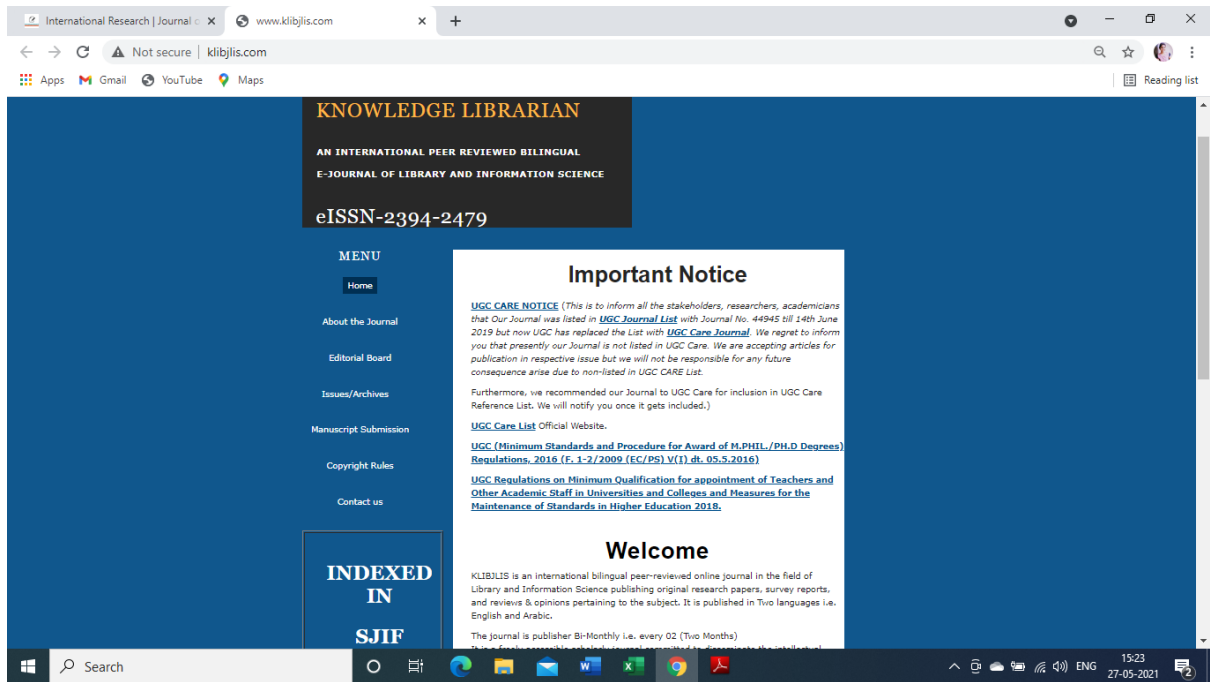 International Research | Journal o
www.klibjlis.com
Not secure
klibjlis.com
Apps
Gmail
YouTube
Maps
Reading list
KNOWLEDGE LIBRARIAN
AN INTERNATIONAL PEER REVIEWED BILINGUAL
E-JOURNAL OF LIBRARY AND INFORMATION SCIENCE
eISSN-2394-2479
MENU
Home
About the Journal
Editorial Board
Issues/Archives
Manuscript Submission
Copyright Rules
Contact us
INDEXED
IN
SJIF
Important Notice
UGC CARE NOTICE (This is to inform all the stakeholders, researchers, academicians
that Our Journal was listed in UGC Journal List with Journal No. 44945 till 14th June
2019 but now UGC has replaced the List with UGC Care Journal. We regret to inform
you that presently our Journal is not listed in UGC Care. We are accepting articles for
publication in respective issue but we will not be responsible for any future
consequence arise due to non-listed in UGC CARE List.
Furthermore, we recommended our Journal to UGC Care for inclusion in UGC Care
Reference List. We will notify you once it gets included.)
UGC Care List Official Website.
UGC (Minimum Standards and Procedure for Award of M.PHIL./PH.D Degrees)
Regulations, 2016 (F. 1-2/2009 (EC/PS) V(I) dt. 05.5.2016)
UGC Regulations on Minimum Qualification for appointment of Teachers and
Other Academic Staff in Universities and Colleges and Measures for the
Maintenance of Standards in Higher Education 2018.
Welcome
KLIBJLIS is an international bilingual peer-reviewed online journal in the field of
Library and Information Science publishing original research papers, survey reports,
and reviews & opinions pertaining to the subject. It is published in Two languages i.e.
English and Arabic.
The journal is publisher Bi-Monthly i.e. every 02 (Two Months)
Search
ENG
15:23
27-05-2021
2